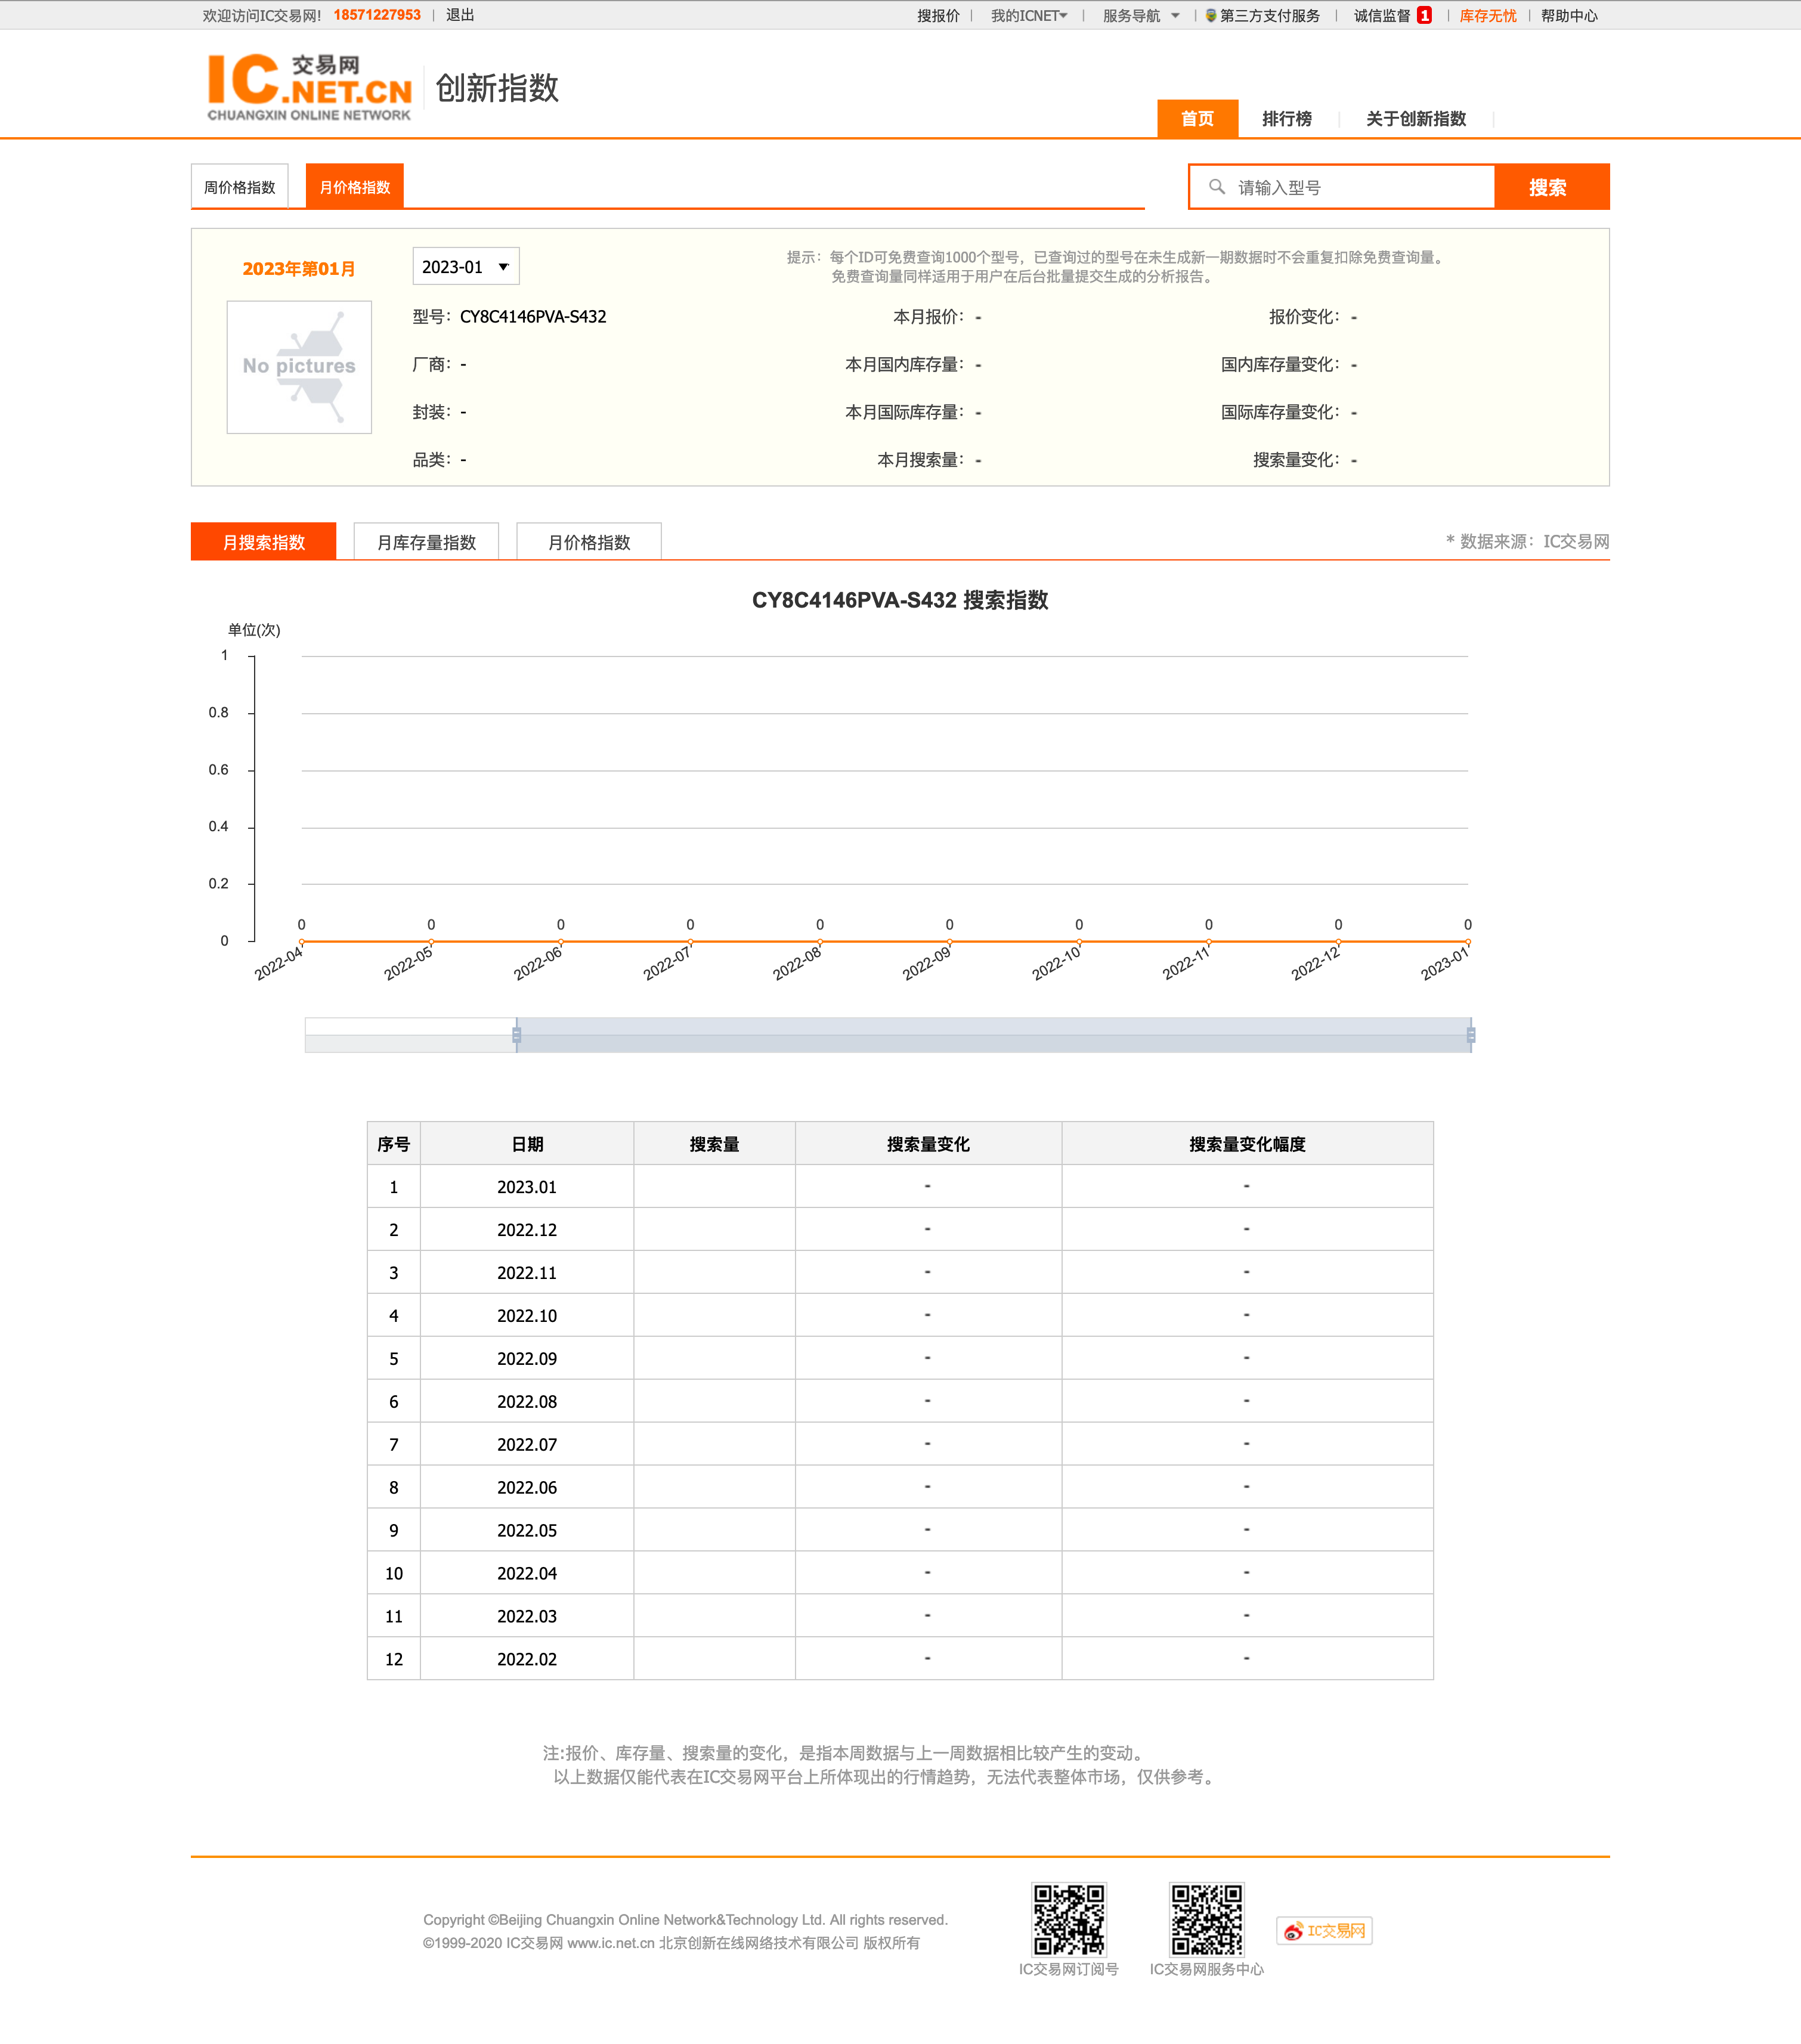 欢迎访问IC交易网! 18571227953 | 退出
搜报价 | 我的ICNET | 服务导航 | 第三方支付服务 | 诚信监督 1 | 库存无忧 | 帮助中心
IC交易网
.NET.CN
CHUANGXIN ONLINE NETWORK
创新指数
首页 排行榜 关于创新指数
周价格指数 月价格指数 请输入型号 搜索
2023年第01月 2023-01
提示：每个ID可免费查询1000个型号，已查询过的型号在未生成新一期数据时不会重复扣除免费查询量。
免费查询量同样适用于用户在后台批量提交生成的分析报告。
No pictures
型号：CY8C4146PVA-S432 本月报价：- 报价变化：-
厂商：- 本月国内库存量：- 国内库存量变化：-
封装：- 本月国际库存量：- 国际库存量变化：-
品类：- 本月搜索量：- 搜索量变化：-
月搜索指数 月库存量指数 月价格指数 * 数据来源：IC交易网
CY8C4146PVA-S432 搜索指数
单位(次)
1
0.8
0.6
0.4
0.2
0
0 0 0 0 0 0 0 0 0 0
2022-04 2022-05 2022-06 2022-07 2022-08 2022-09 2022-10 2022-11 2022-12 2023-01
序号 日期 搜索量 搜索量变化 搜索量变化幅度
1 2023.01 - -
2 2022.12 - -
3 2022.11 - -
4 2022.10 - -
5 2022.09 - -
6 2022.08 - -
7 2022.07 - -
8 2022.06 - -
9 2022.05 - -
10 2022.04 - -
11 2022.03 - -
12 2022.02 - -
注:报价、库存量、搜索量的变化，是指本周数据与上一周数据相比较产生的变动。
以上数据仅能代表在IC交易网平台上所体现出的行情趋势，无法代表整体市场，仅供参考。
Copyright ©Beijing Chuangxin Online Network&Technology Ltd. All rights reserved.
©1999-2020 IC交易网 www.ic.net.cn 北京创新在线网络技术有限公司 版权所有
IC交易网订阅号
IC交易网服务中心
IC交易网